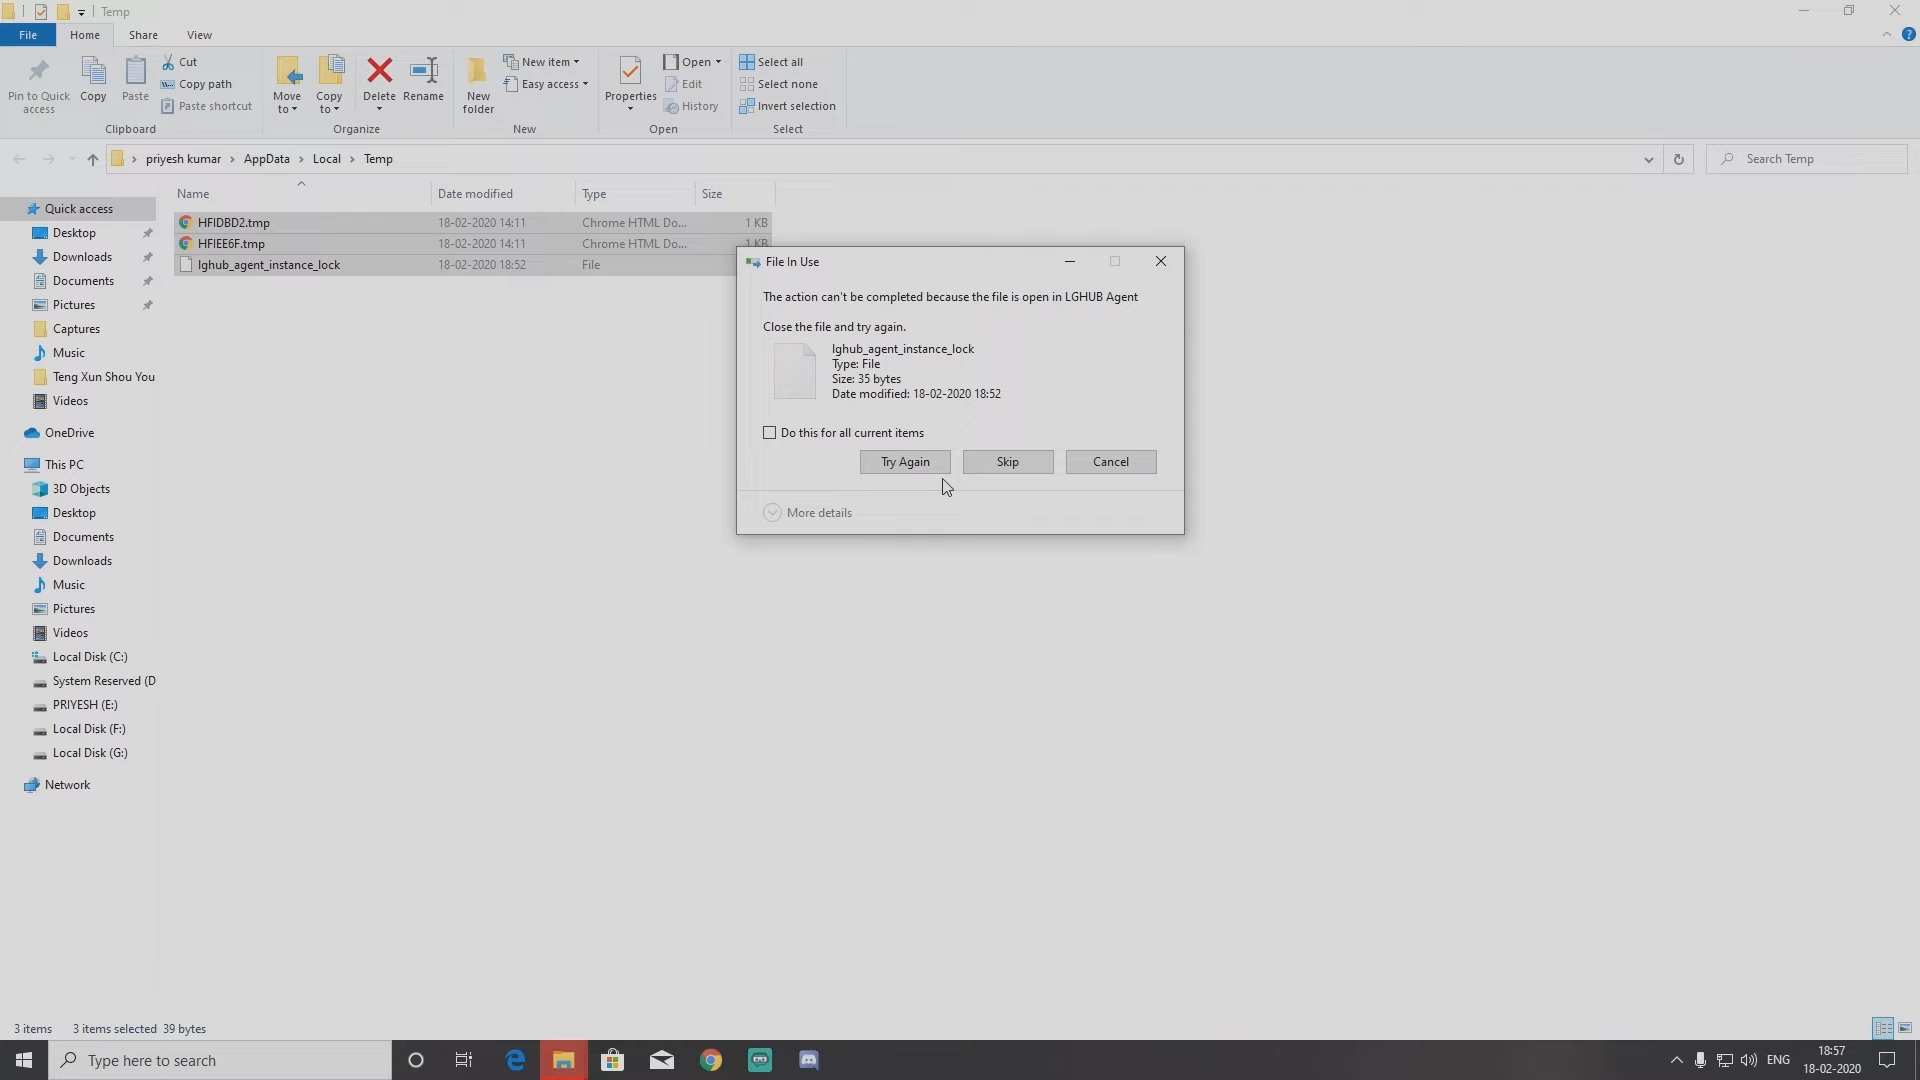 Temp
File Home Share View
Pin to Quick access
Copy
Paste
Cut
Copy path
Paste shortcut
Clipboard
Move to
Copy to
Delete
Rename
Organize
New folder
New item
Easy access
New
Properties
Open
Edit
History
Open
Select all
Select none
Invert selection
Select
priyesh kumar › AppData › Local › Temp
Search Temp
Name Date modified Type Size
HFIDBD2.tmp 18-02-2020 14:11 Chrome HTML Do... 1 KB
HFIEE6F.tmp 18-02-2020 14:11 Chrome HTML Do... 1 KB
lghub_agent_instance_lock 18-02-2020 18:52 File
Quick access
Desktop
Downloads
Documents
Pictures
Captures
Music
Teng Xun Shou You
Videos
OneDrive
This PC
3D Objects
Desktop
Documents
Downloads
Music
Pictures
Videos
Local Disk (C:)
System Reserved (D
PRIYESH (E:)
Local Disk (F:)
Local Disk (G:)
Network
File In Use
The action can't be completed because the file is open in LGHUB Agent
Close the file and try again.
lghub_agent_instance_lock
Type: File
Size: 35 bytes
Date modified: 18-02-2020 18:52
Do this for all current items
Try Again Skip Cancel
More details
3 items 3 items selected 39 bytes
Type here to search
ENG
18:57
18-02-2020